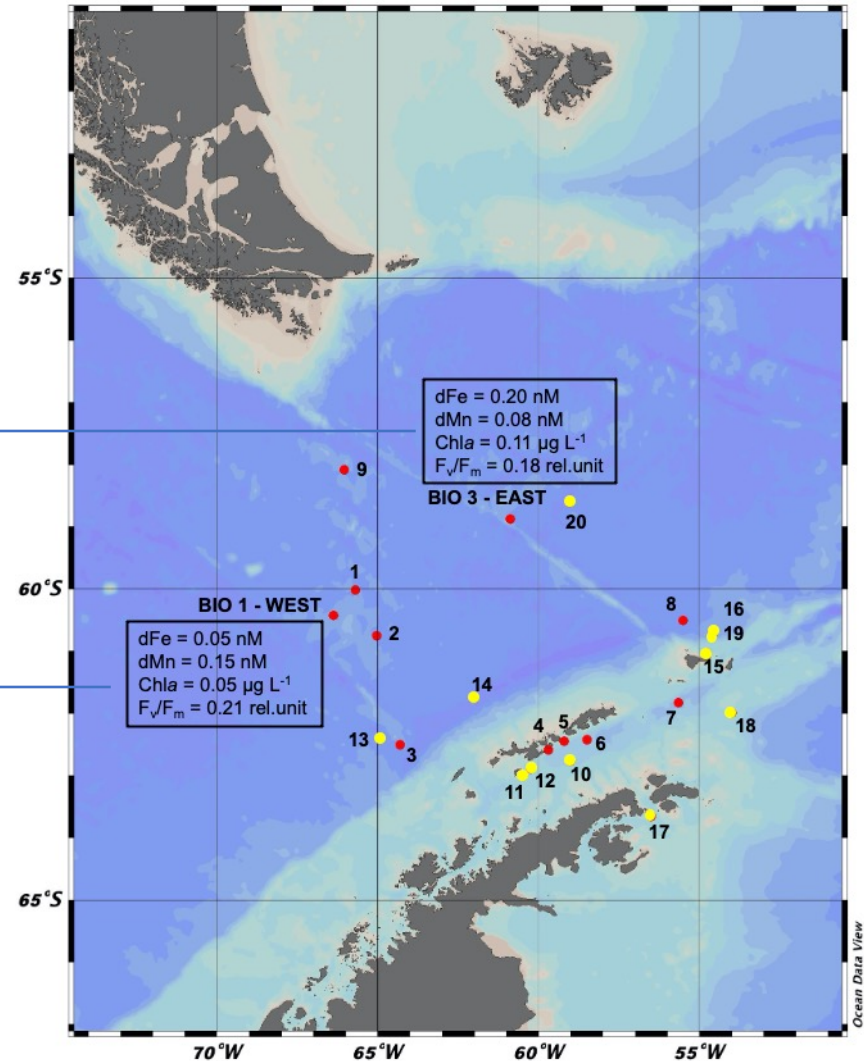 55°S
dFe = 0.20 nM
dMn = 0.08 nM
Chla = 0.11 µg L-1
Fv/Fm = 0.18 rel.unit
9
BIO 3 - EAST
20
1
60°S
BIO 1 - WEST
8
16
2
19
dFe = 0.05 nM
dMn = 0.15 nM
Chla = 0.05 µg L-1
Fv/Fm = 0.21 rel.unit
15
14
7
18
4
5
13
3
6
11
12
10
17
65°S
Ocean Data View
70°W
65°W
60°W
55°W